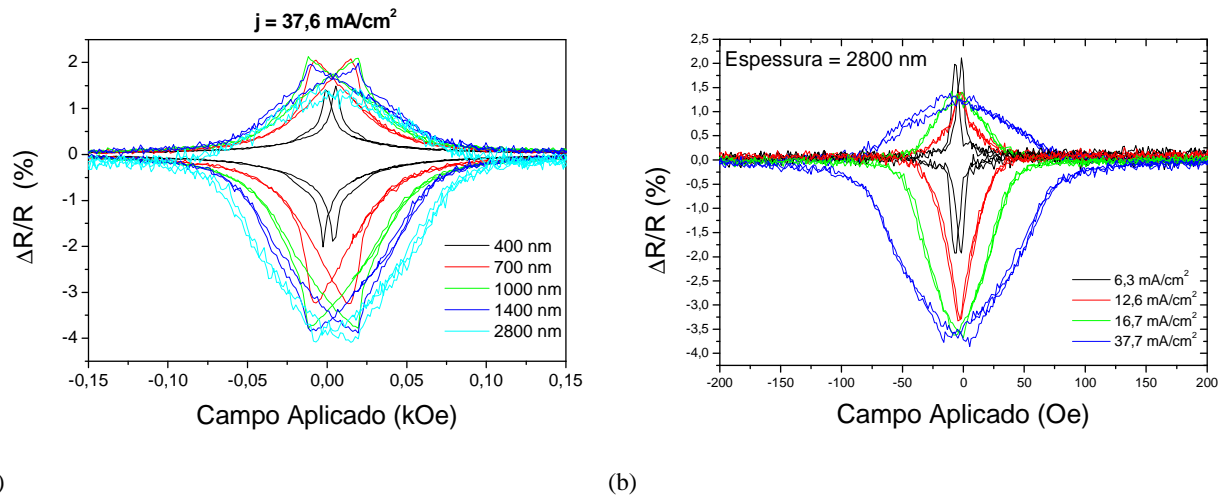 j = 37,6 mA/cm²
2
1
0
-1
-2
-3
-4
ΔR/R (%)
400 nm
700 nm
1000 nm
1400 nm
2800 nm
-0,15 -0,10 -0,05 0,00 0,05 0,10 0,15
Campo Aplicado (kOe)
)
Espessura = 2800 nm
2,5
2,0
1,5
1,0
0,5
0,0
-0,5
-1,0
-1,5
-2,0
-2,5
-3,0
-3,5
-4,0
ΔR/R (%)
6,3 mA/cm²
12,6 mA/cm²
16,7 mA/cm²
37,7 mA/cm²
-200 -150 -100 -50 0 50 100 150 200
Campo Aplicado (Oe)
(b)